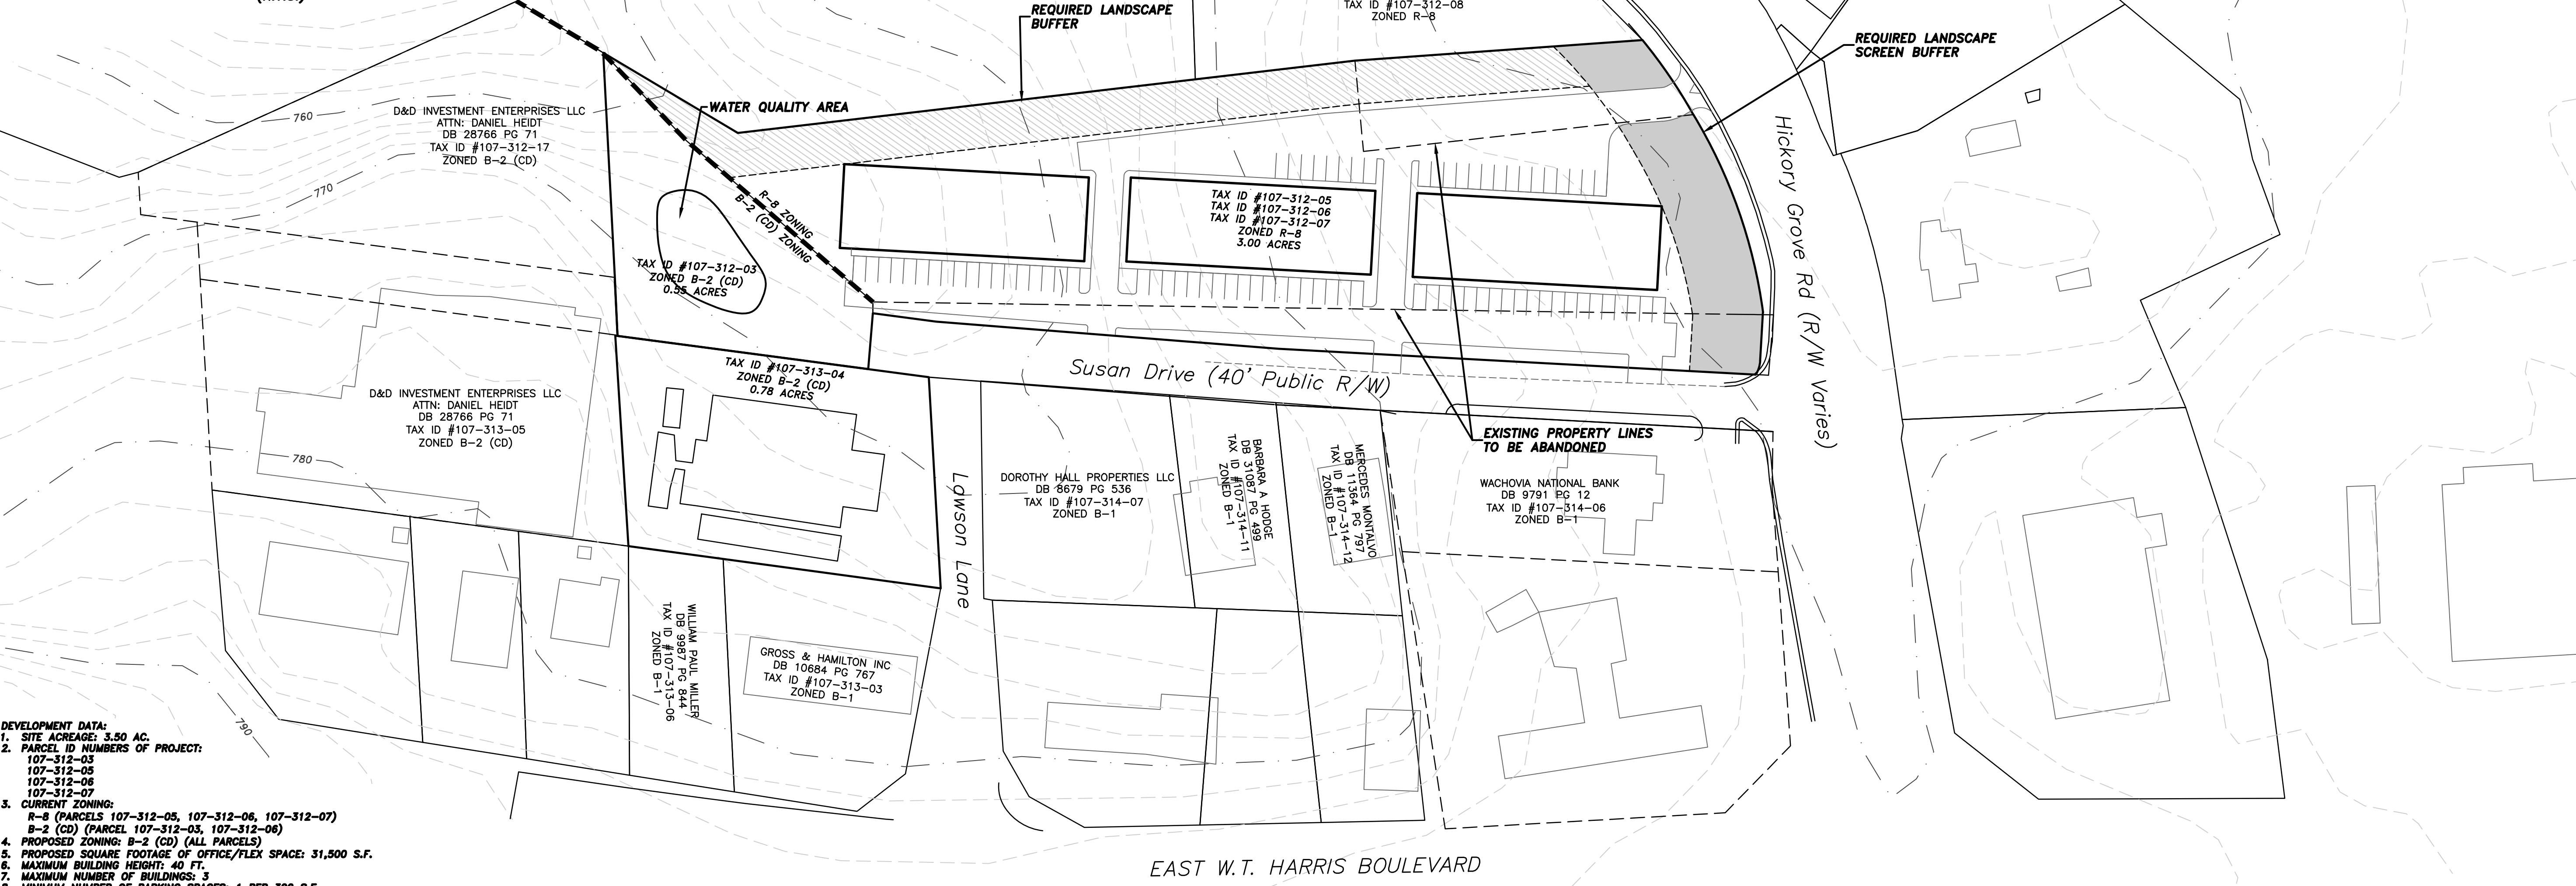 REQUIRED LANDSCAPE
BUFFER
TAX ID #107-312-08
ZONED R-8
REQUIRED LANDSCAPE
SCREEN BUFFER
WATER QUALITY AREA
760
D&D INVESTMENT ENTERPRISES LLC
ATTN: DANIEL HEIDT
DB 28766 PG 71
TAX ID #107-312-17
ZONED B-2 (CD)
770
R-8 ZONING
B-2 (CD) ZONING
TAX ID #107-312-05
TAX ID #107-312-06
TAX ID #107-312-07
ZONED R-8
3.00 ACRES
Hickory Grove Rd (R/W Varies)
TAX ID #107-312-03
ZONED B-2 (CD)
0.55 ACRES
TAX ID #107-313-04
ZONED B-2 (CD)
0.78 ACRES
Susan Drive (40' Public R/W)
D&D INVESTMENT ENTERPRISES LLC
ATTN: DANIEL HEIDT
DB 28766 PG 71
TAX ID #107-313-05
ZONED B-2 (CD)
780
EXISTING PROPERTY LINES
TO BE ABANDONED
Lawson Lane
DOROTHY HALL PROPERTIES LLC
DB 8679 PG 536
TAX ID #107-314-07
ZONED B-1
BARBARA A HODGE
DB 31087 PG 499
TAX ID #107-314-11
ZONED B-1
MERCEDES MONTALVO
DB 11364 PG 797
TAX ID #107-314-12
ZONED B-1
WACHOVIA NATIONAL BANK
DB 9791 PG 12
TAX ID #107-314-06
ZONED B-1
WILLIAM PAUL MILLER
DB 9987 PG 844
TAX ID #107-313-06
ZONED B-1
GROSS & HAMILTON INC
DB 10684 PG 767
TAX ID #107-313-03
ZONED B-1
790
DEVELOPMENT DATA:
1. SITE ACREAGE: 3.50 AC.
2. PARCEL ID NUMBERS OF PROJECT:
107-312-03
107-312-05
107-312-06
107-312-07
3. CURRENT ZONING:
R-8 (PARCELS 107-312-05, 107-312-06, 107-312-07)
B-2 (CD) (PARCEL 107-312-03, 107-312-06)
4. PROPOSED ZONING: B-2 (CD) (ALL PARCELS)
5. PROPOSED SQUARE FOOTAGE OF OFFICE/FLEX SPACE: 31,500 S.F.
6. MAXIMUM BUILDING HEIGHT: 40 FT.
7. MAXIMUM NUMBER OF BUILDINGS: 3
EAST W.T. HARRIS BOULEVARD